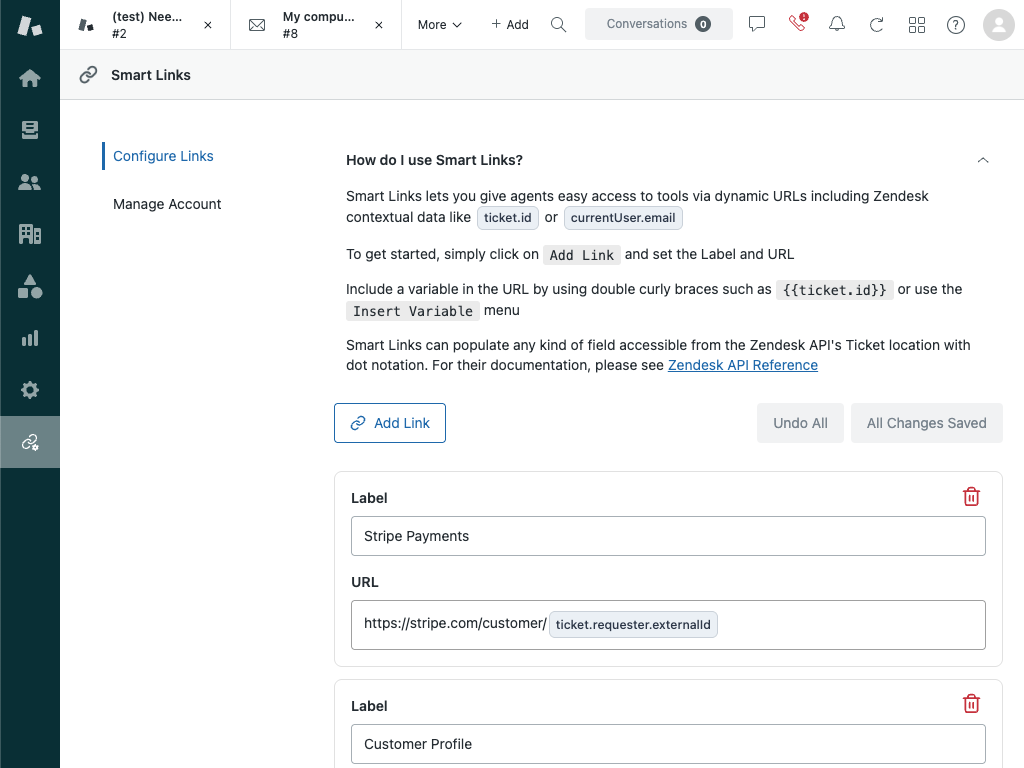 (test) Nee...
#2
My compu...
#8
More
Add
Conversations 0
Smart Links
Configure Links
Manage Account
How do I use Smart Links?
Smart Links lets you give agents easy access to tools via dynamic URLs including Zendesk
contextual data like ticket.id or currentUser.email
To get started, simply click on Add Link and set the Label and URL
Include a variable in the URL by using double curly braces such as {{ticket.id}} or use the
Insert Variable menu
Smart Links can populate any kind of field accessible from the Zendesk API's Ticket location with
dot notation. For their documentation, please see Zendesk API Reference
Add Link
Undo All
All Changes Saved
Label
Stripe Payments
URL
https://stripe.com/customer/ ticket.requester.externalId
Label
Customer Profile